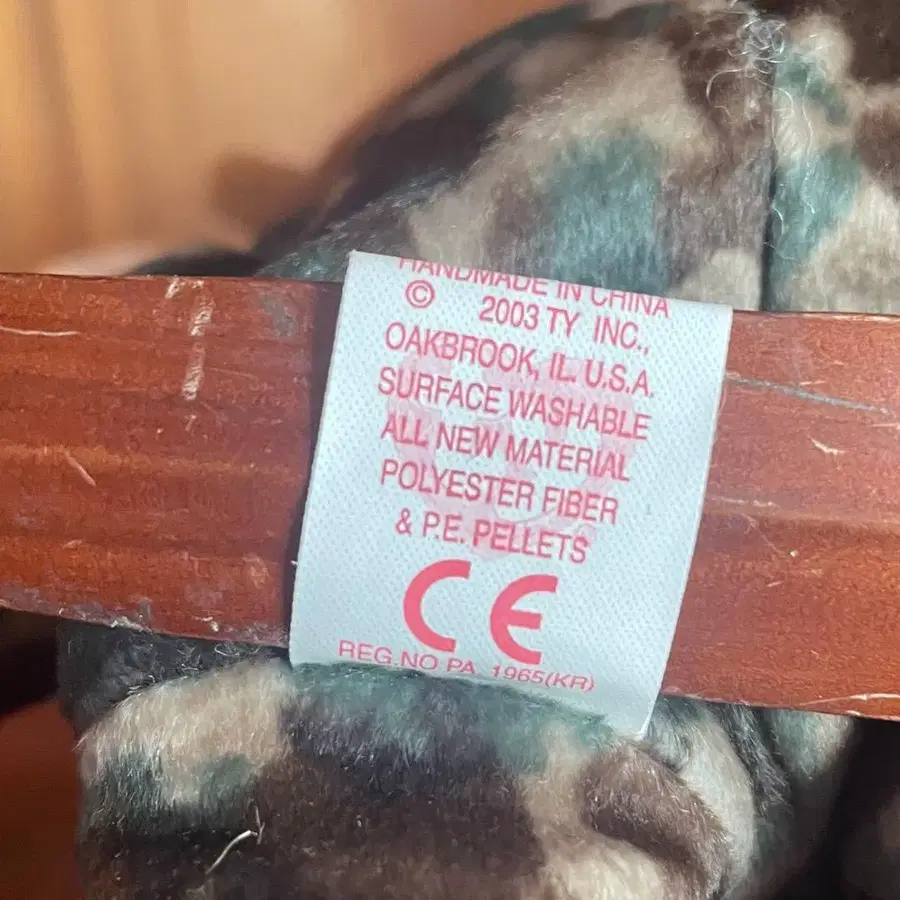 HANDMADE IN CHINA
© 2003 TY INC.,
OAKBROOK, IL. U.S.A.
SURFACE WASHABLE
ALL NEW MATERIAL
POLYESTER FIBER
& P.E. PELLETS
CE
REG.NO PA. 1965(KR)